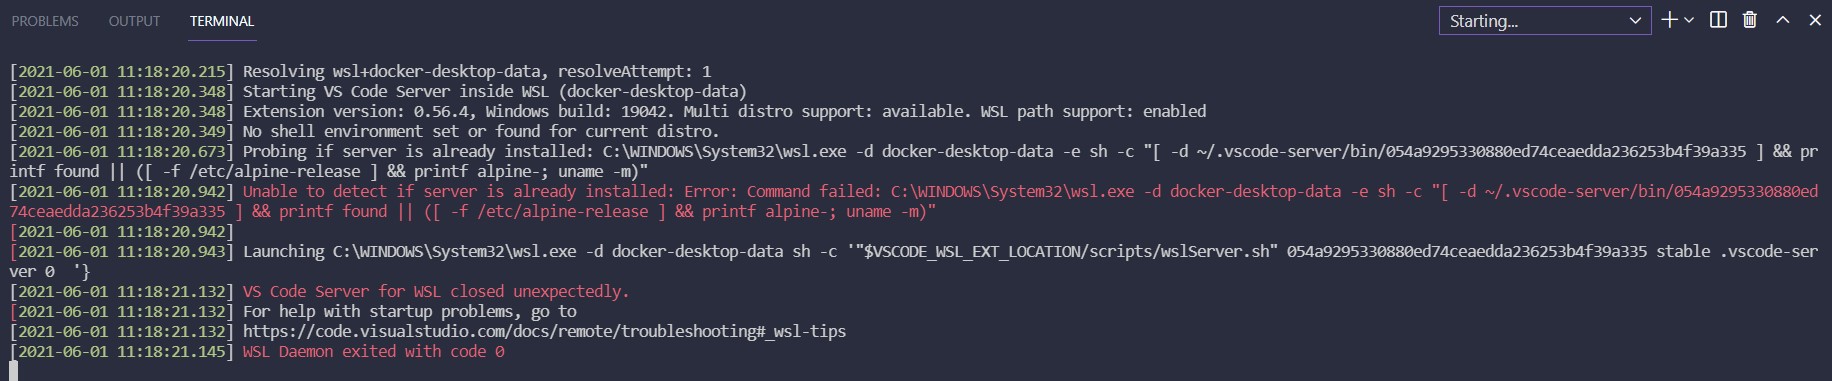 PROBLEMS OUTPUT TERMINAL Starting...
[2021-06-01 11:18:20.215] Resolving wsl+docker-desktop-data, resolveAttempt: 1
[2021-06-01 11:18:20.348] Starting VS Code Server inside WSL (docker-desktop-data)
[2021-06-01 11:18:20.348] Extension version: 0.56.4, Windows build: 19042. Multi distro support: available. WSL path support: enabled
[2021-06-01 11:18:20.349] No shell environment set or found for current distro.
[2021-06-01 11:18:20.673] Probing if server is already installed: C:\WINDOWS\System32\wsl.exe -d docker-desktop-data -e sh -c "[ -d ~/.vscode-server/bin/054a9295330880ed74ceaedda236253b4f39a335 ] && pr
intf found || ([ -f /etc/alpine-release ] && printf alpine-; uname -m)"
[2021-06-01 11:18:20.942] Unable to detect if server is already installed: Error: Command failed: C:\WINDOWS\System32\wsl.exe -d docker-desktop-data -e sh -c "[ -d ~/.vscode-server/bin/054a9295330880ed
74ceaedda236253b4f39a335 ] && printf found || ([ -f /etc/alpine-release ] && printf alpine-; uname -m)"
[2021-06-01 11:18:20.942]
[2021-06-01 11:18:20.943] Launching C:\WINDOWS\System32\wsl.exe -d docker-desktop-data sh -c '"$VSCODE_WSL_EXT_LOCATION/scripts/wslServer.sh" 054a9295330880ed74ceaedda236253b4f39a335 stable .vscode-ser
ver 0  '}
[2021-06-01 11:18:21.132] VS Code Server for WSL closed unexpectedly.
[2021-06-01 11:18:21.132] For help with startup problems, go to
[2021-06-01 11:18:21.132] https://code.visualstudio.com/docs/remote/troubleshooting#_wsl-tips
[2021-06-01 11:18:21.145] WSL Daemon exited with code 0